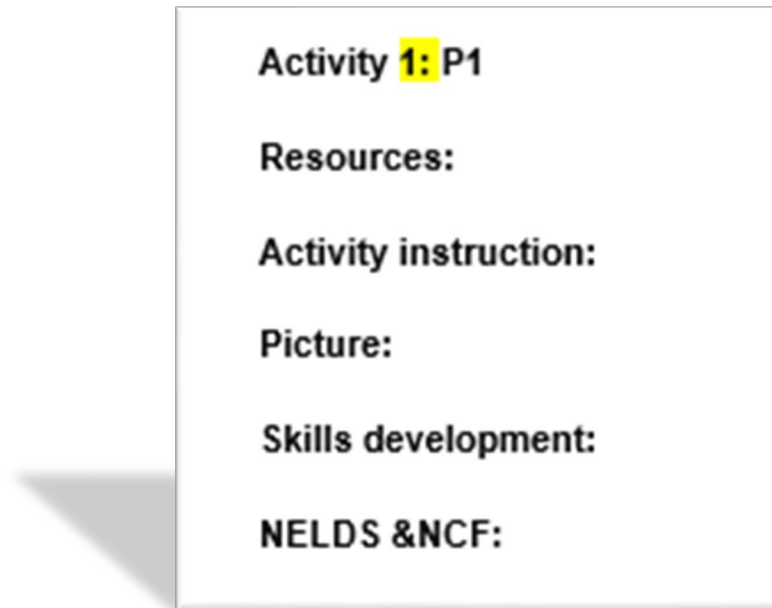 Activity 1: P1
Resources:
Activity instruction:
Picture:
Skills development:
NELDS &NCF: